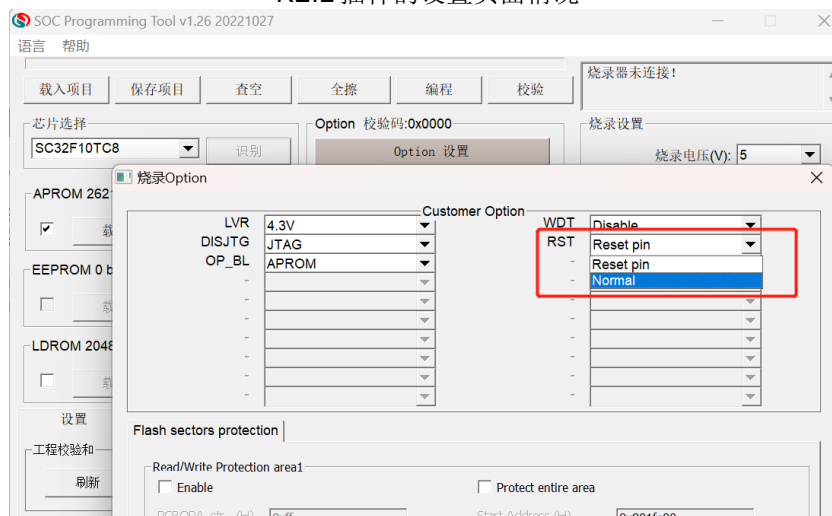 SOC Programming Tool v1.26 20221027
语言 帮助
载入项目 保存项目 查空 全擦 编程 校验
烧录器未连接!
芯片选择
SC32F10TC8 识别
Option 校验码:0x0000
Option 设置
烧录设置
烧录电压(V): 5
烧录Option
APROM 262
EEPROM 0 b
LDROM 2048
设置
工程校验和
刷新
Customer Option
LVR 4.3V WDT Disable
DISJTG JTAG RST Reset pin
OP_BL APROM - Reset pin
- - Normal
- -
- -
- -
- -
- -
- -
Flash sectors protection
Read/Write Protection area1
Enable Protect entire area